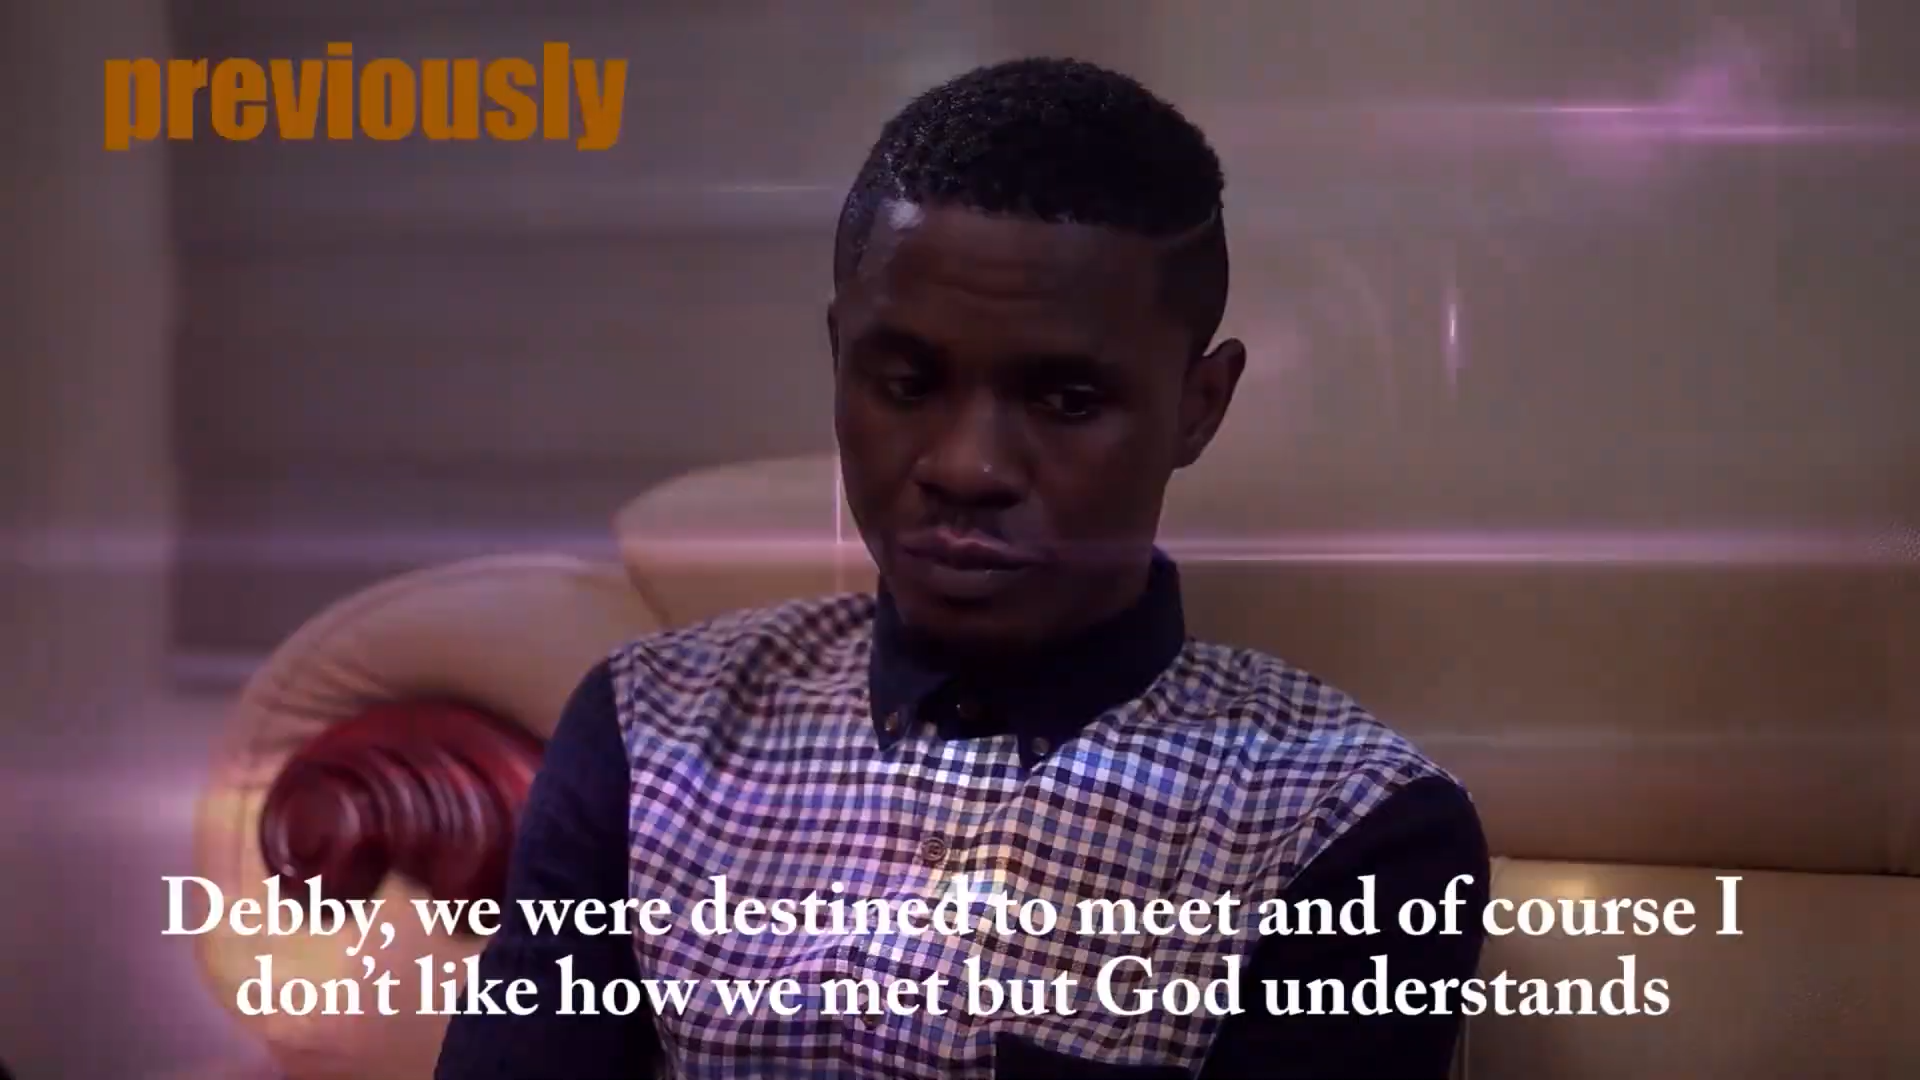 previously
Debby, we were destined to meet and of course I
don't like how we met but God understands